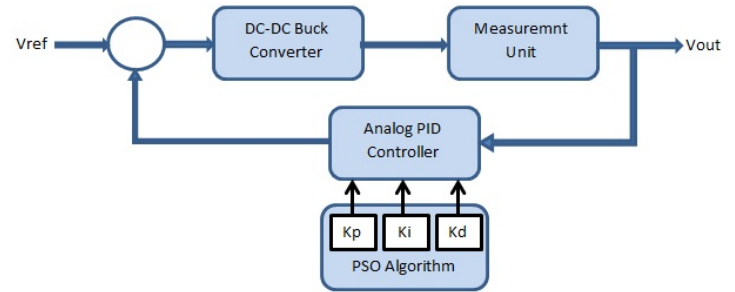 DC-DC Buck
Converter
Measuremnt
Unit
Vref
Vout
Analog PID
Controller
Kp
Ki
Kd
PSO Algorithm